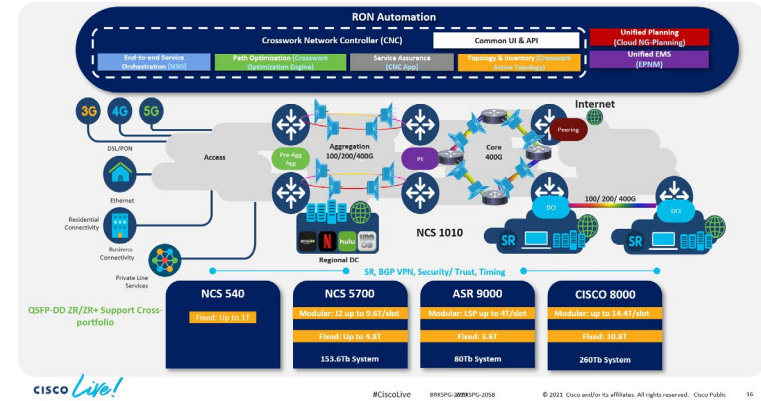 RON Automation
Crosswork Network Controller (CNC)
Common UI & API
Unified Planning
(Cloud NG-Planning)
End-to-end Service
Orchestration (NSO)
Path Optimization (Crosswork
Optimization Engine)
Service Assurance
(CNC App)
Topology & Inventory (Crosswork
Active Topology)
Unified EMS
(EPNM)
3G
4G
5G
DSL/PON
Access
Ethernet
Residential
Connectivity
Business
Connectivity
Private Line
Services
Pre-Agg
Agg
Aggregation
100/200/400G
PE
Core
400G
Internet
Peering
NCS 1010
amazon
N
hulu
HBO
GO
Regional DC
DCI
100/ 200/ 400G
DCI
SR
SR
SR, BGP VPN, Security/ Trust, Timing
QSFP-DD ZR/ZR+ Support Cross-
portfolio
NCS 540
Fixed: Up to 1T
NCS 5700
Modular: J2 up to 9.6T/slot
Fixed: Up to 4.8T
153.6Tb System
ASR 9000
Modular: LSP up to 4T/slot
Fixed: 3.6T
80Tb System
CISCO 8000
Modular: up to 14.4T/slot
Fixed: 10.8T
260Tb System
CISCO Live!
#CiscoLive
© 2021 Cisco and/or its affiliates. All rights reserved. Cisco Public
16